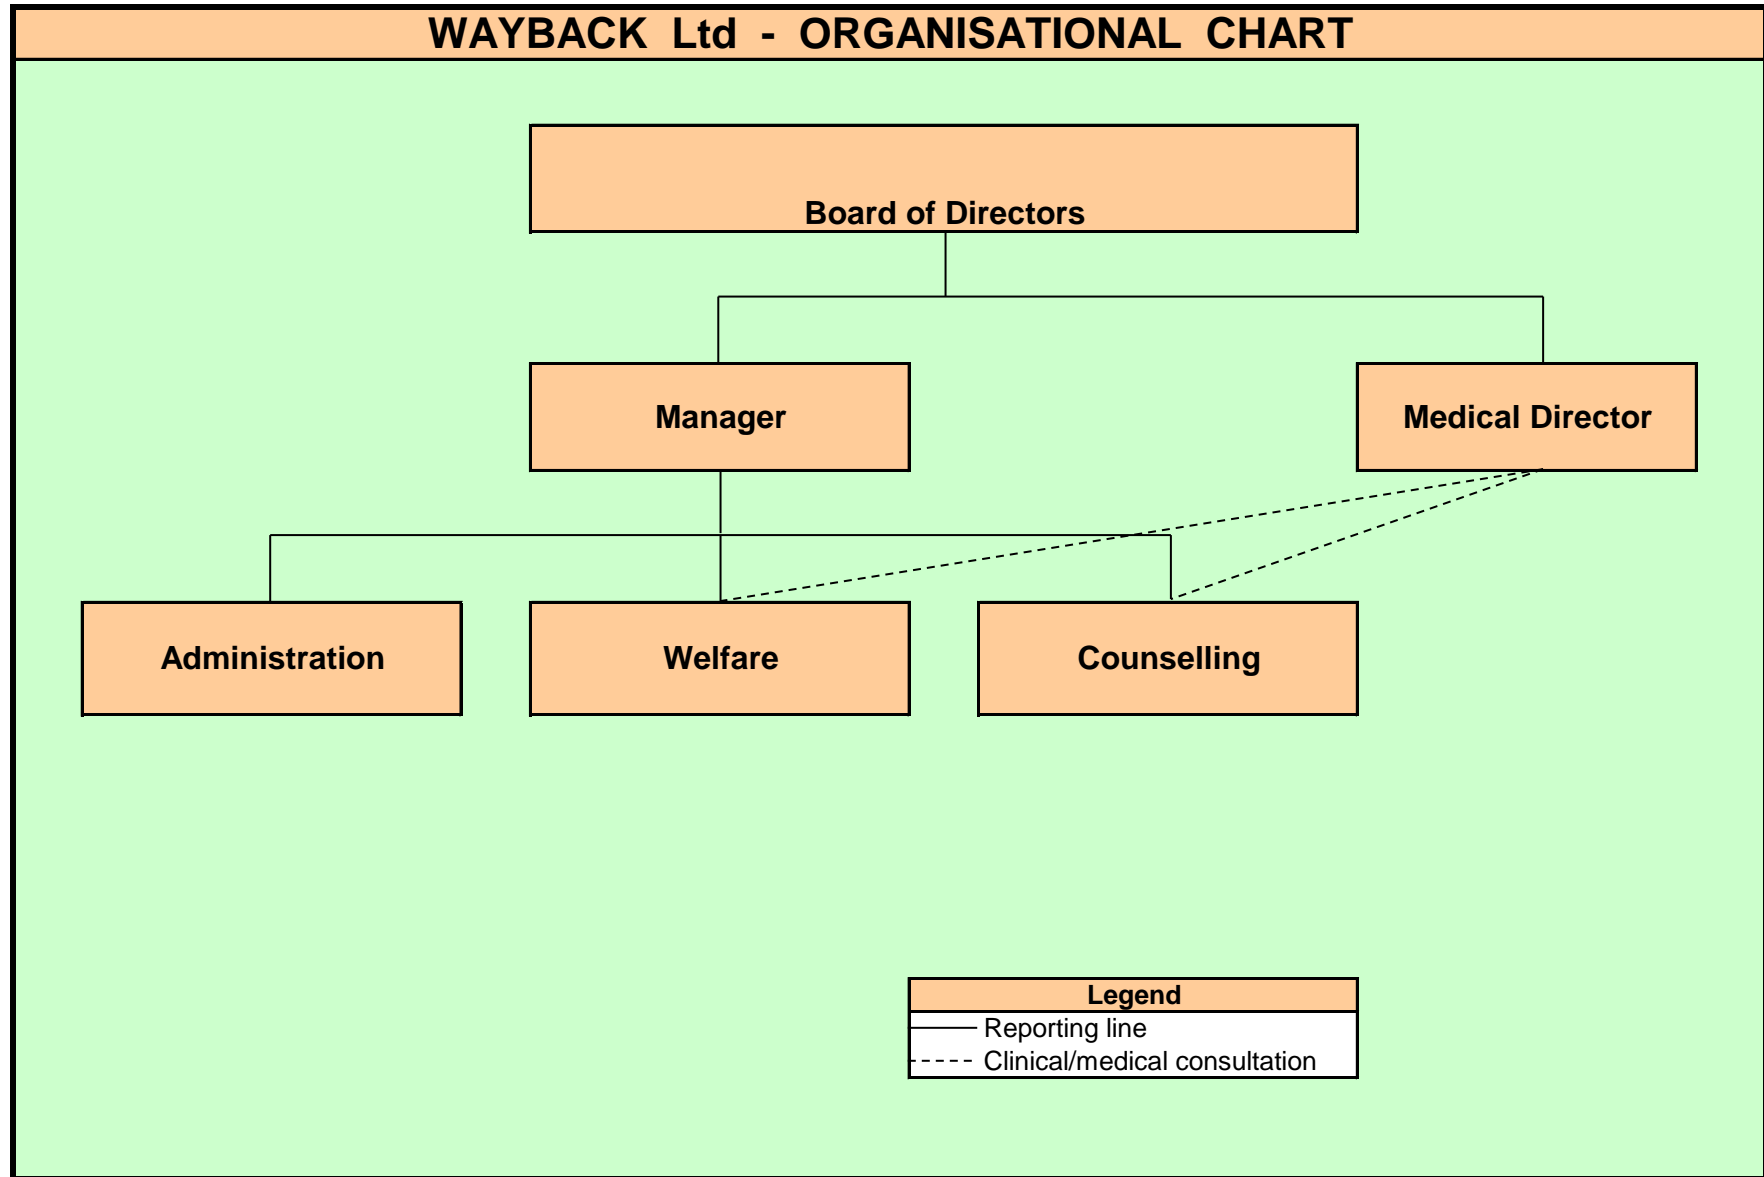 WAYBACK Ltd - ORGANISATIONAL CHART
Board of Directors
Manager
Medical Director
Administration
Welfare
Counselling
Legend
Reporting line
Clinical/medical consultation